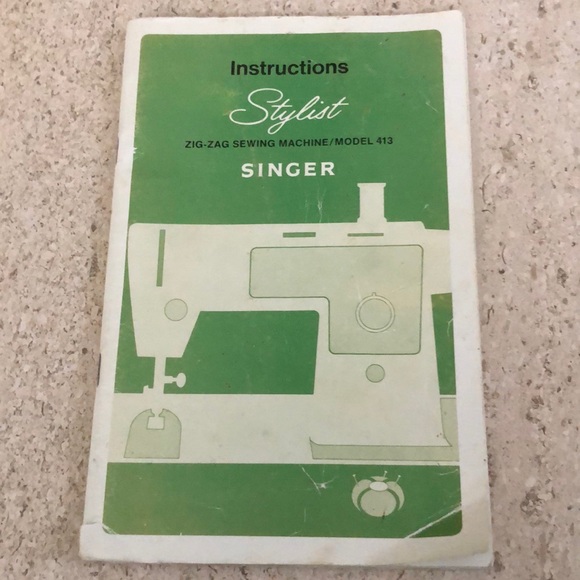 Instructions
Stylist
ZIG-ZAG SEWING MACHINE/MODEL 413
SINGER